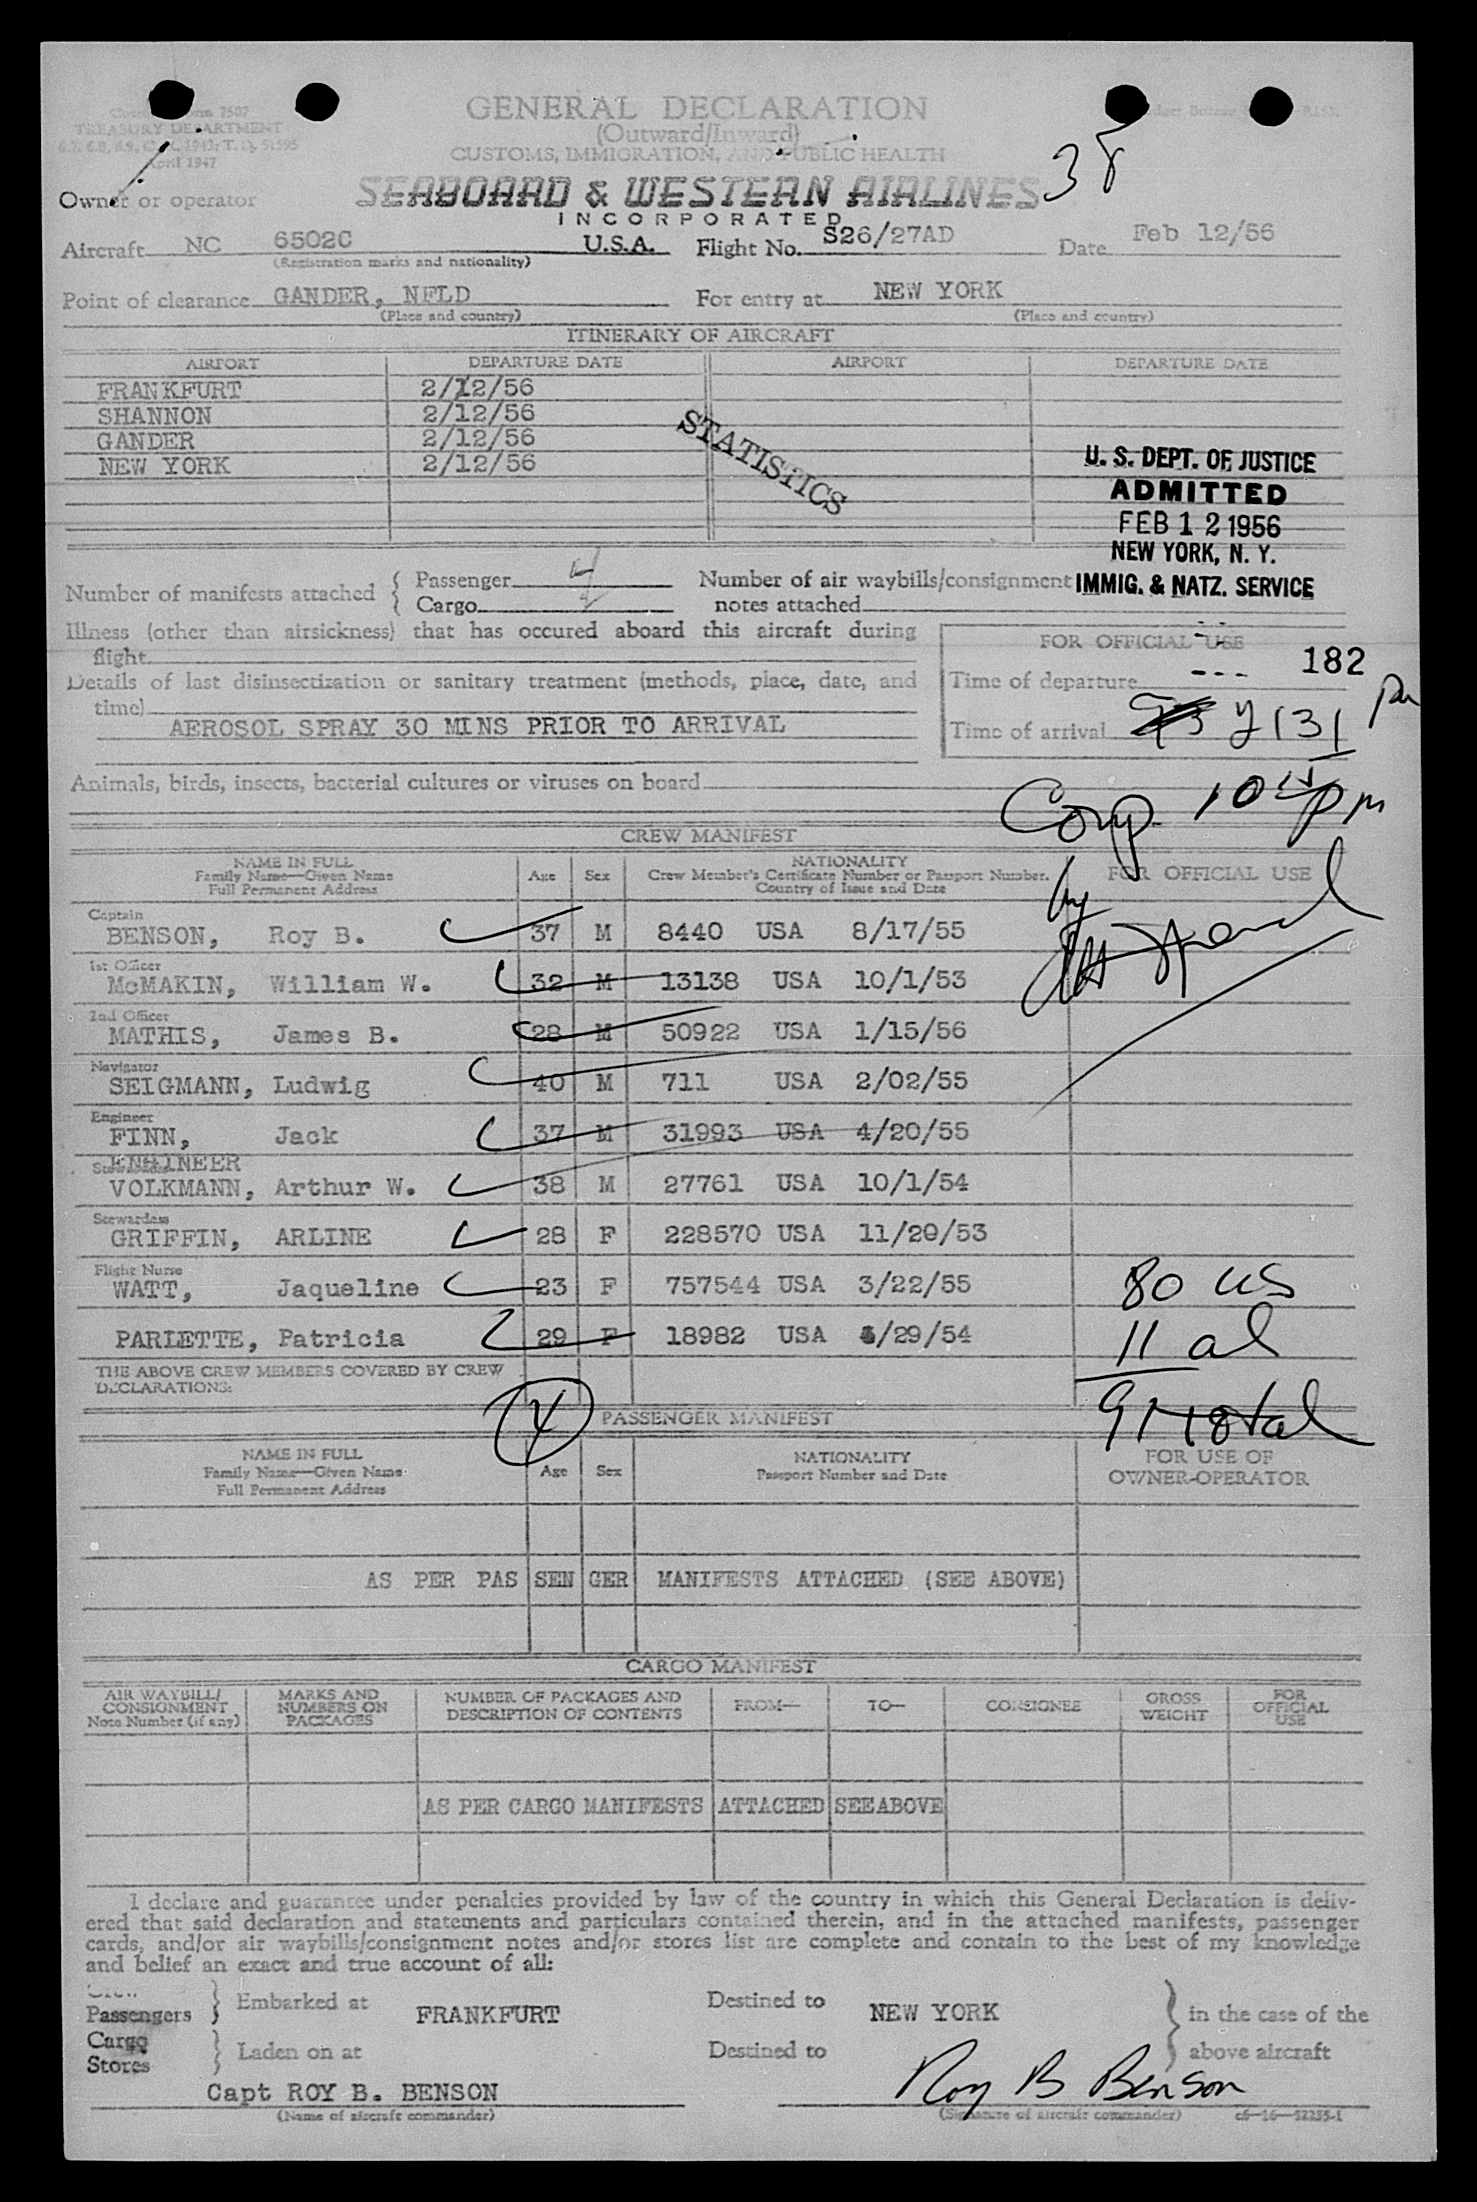 GENERAL DECLARATION
(Outward/Inward)
CUSTOMS, IMMIGRATION, AND PUBLIC HEALTH
TREASURY DEPARTMENT
April 1947
38
Owner or operator SEABOARD & WESTERN AIRLINES
INCORPORATED
Aircraft NC 6502C U.S.A. Flight No. S26/27AD Date Feb 12/56
(Registration marks and nationality)
Point of clearance GANDER, NFLD For entry at NEW YORK
(Place and country) (Place and country)
ITINERARY OF AIRCRAFT
AIRPORT DEPARTURE DATE AIRPORT DEPARTURE DATE
FRANKFURT 2/12/56
SHANNON 2/12/56
GANDER 2/12/56
NEW YORK 2/12/56
STATISTICS
U. S. DEPT. OF JUSTICE
ADMITTED
FEB 12 1956
NEW YORK, N. Y.
IMMIG. & NATZ. SERVICE
Number of manifests attached { Passenger 4 Number of air waybills/consignment
Cargo notes attached
Illness (other than airsickness) that has occured aboard this aircraft during
flight
Details of last disinsectization or sanitary treatment (methods, place, date, and
time)
AEROSOL SPRAY 30 MINS PRIOR TO ARRIVAL
FOR OFFICIAL USE
182
Time of departure ---
Time of arrival
Animals, birds, insects, bacterial cultures or viruses on board
by
CREW MANIFEST
NAME IN FULL
Family Name—Given Name
Full Permanent Address
Age Sex
NATIONALITY
Crew Member's Certificate Number or Passport Number.
Country of Issue and Date
FOR OFFICIAL USE
Captain
BENSON, Roy B. 37 M 8440 USA 8/17/55
1st Officer
McMAKIN, William W. 32 M 13138 USA 10/1/53
2nd Officer
MATHIS, James B. 28 M 50922 USA 1/15/56
Navigator
SEIGMANN, Ludwig 40 M 711 USA 2/02/55
Engineer
FINN, Jack 37 M 31993 USA 4/20/55
ENGINEER
VOLKMANN, Arthur W. 38 M 27761 USA 10/1/54
Stewardess
GRIFFIN, ARLINE 28 F 228570 USA 11/20/53
Flight Nurse
WATT, Jaqueline 23 F 757544 USA 3/22/55
80 US
PARLETTE, Patricia 29 F 18982 USA /29/54
11 al
THE ABOVE CREW MEMBERS COVERED BY CREW
DECLARATIONS:
91 total
PASSENGER MANIFEST
NAME IN FULL
Family Name—Given Name
Full Permanent Address
Age Sex
NATIONALITY
Passport Number and Date
FOR USE OF
OWNER-OPERATOR
AS PER PAS SEN GER MANIFESTS ATTACHED (SEE ABOVE)
CARGO MANIFEST
AIR WAYBILL/
CONSIGNMENT
Note Number (if any)
MARKS AND
NUMBERS ON
PACKAGES
NUMBER OF PACKAGES AND
DESCRIPTION OF CONTENTS
FROM— TO— CONSIGNEE
GROSS
WEIGHT
FOR
OFFICIAL
USE
AS PER CARGO MANIFESTS ATTACHED SEE ABOVE
I declare and guarantee under penalties provided by law of the country in which this General Declaration is deliv-
ered that said declaration and statements and particulars contained therein, and in the attached manifests, passenger
cards, and/or air waybills/consignment notes and/or stores list are complete and contain to the best of my knowledge
and belief an exact and true account of all:
Crew
Passengers } Embarked at FRANKFURT Destined to NEW YORK } in the case of the
Cargo
Stores } Laden on at Destined to above aircraft
Capt ROY B. BENSON Roy B Benson
(Name of aircraft commander) (Signature of aircraft commander)